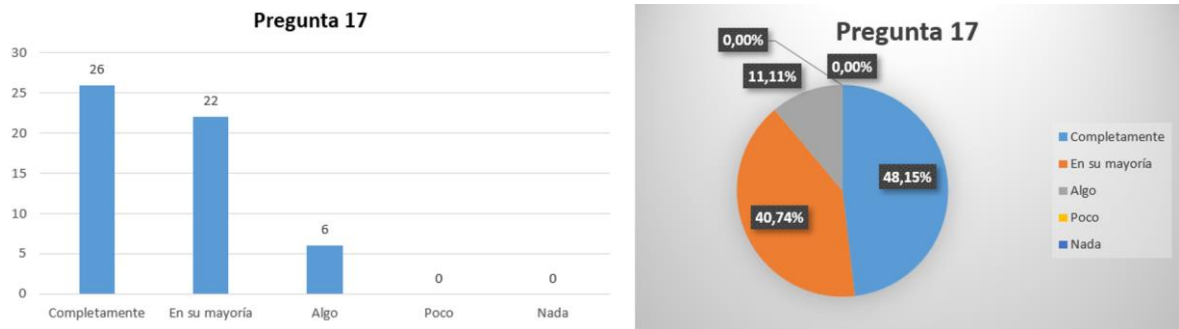 Pregunta 17
30
25
20
15
10
5
0
26
22
6
0
0
Completamente
En su mayoría
Algo
Poco
Nada
Pregunta 17
0,00%
0,00%
11,11%
48,15%
40,74%
Completamente
En su mayoría
Algo
Poco
Nada